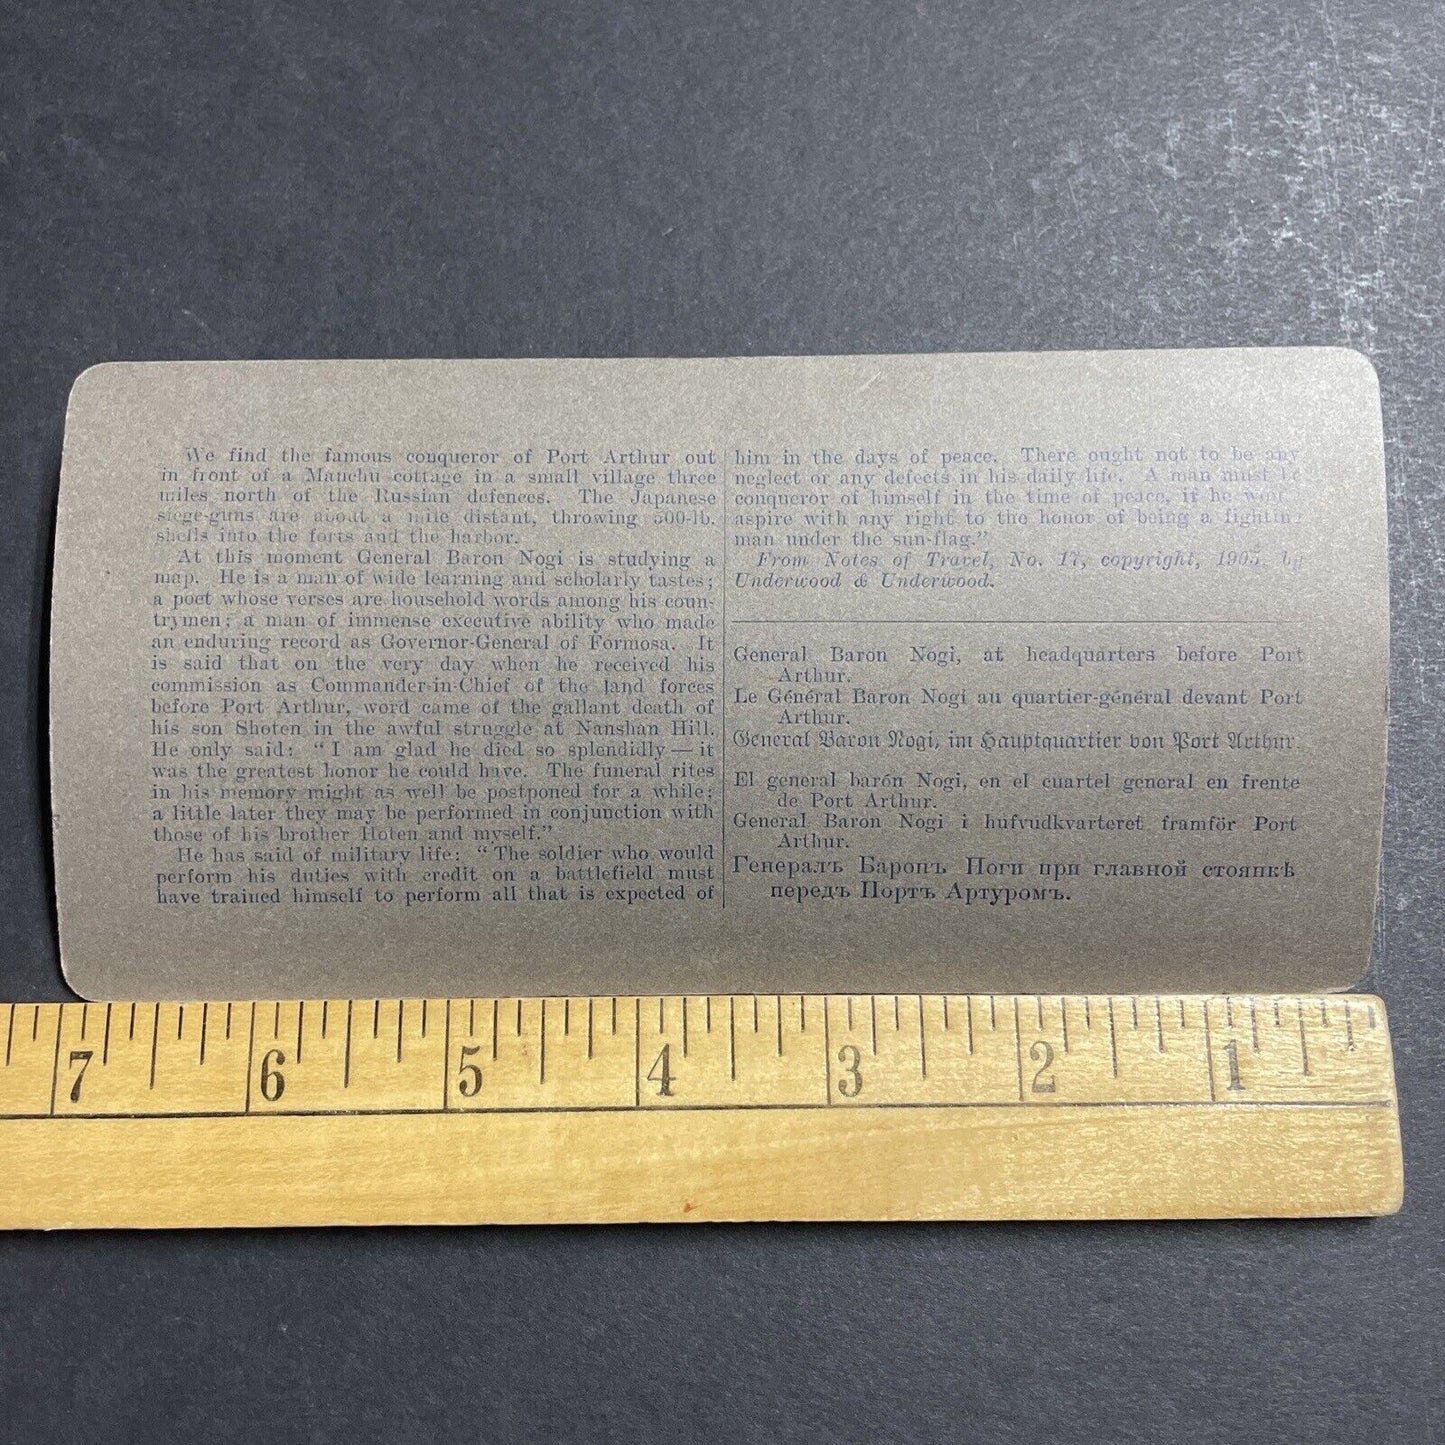 We find the famous conqueror of Port Arthur out
in front of a Manchu cottage in a small village three
miles north of the Russian defences. The Japanese
siege-guns are about a mile distant, throwing 500-lb.
shells into the forts and the harbor.
At this moment General Baron Nogi is studying a
map. He is a man of wide learning and scholarly tastes;
a poet whose verses are household words among his coun-
trymen; a man of immense executive ability who made
an enduring record as Governor-General of Formosa. It
is said that on the very day when he received his
commission as Commander-in-Chief of the land forces
before Port Arthur, word came of the gallant death of
his son Shoten in the awful struggle at Nanshan Hill.
He only said: “I am glad he died so splendidly — it
was the greatest honor he could have. The funeral rites
in his memory might as well be postponed for a while;
a little later they may be performed in conjunction with
those of his brother Hoten and myself.”
He has said of military life: “The soldier who would
perform his duties with credit on a battlefield must
have trained himself to perform all that is expected of
him in the days of peace. There ought not to be any
neglect or any defects in his daily life. A man must be
conqueror of himself in the time of peace, if he would
aspire with any right to the honor of being a fighting
man under the sun-flag.”
From Notes of Travel, No. 17, copyright, 1905, by
Underwood & Underwood.
General Baron Nogi, at headquarters before Port
Arthur.
Le Général Baron Nogi au quartier-général devant Port
Arthur.
General Baron Nogi, im Hauptquartier von Port Arthur.
El general barón Nogi, en el cuartel general en frente
de Port Arthur.
General Baron Nogi i hufvudkvarteret framför Port
Arthur.
Генералъ Баронъ Ноги при главной стоянкѣ
передъ Портъ Артуромъ.
7 6 5 4 3 2 1